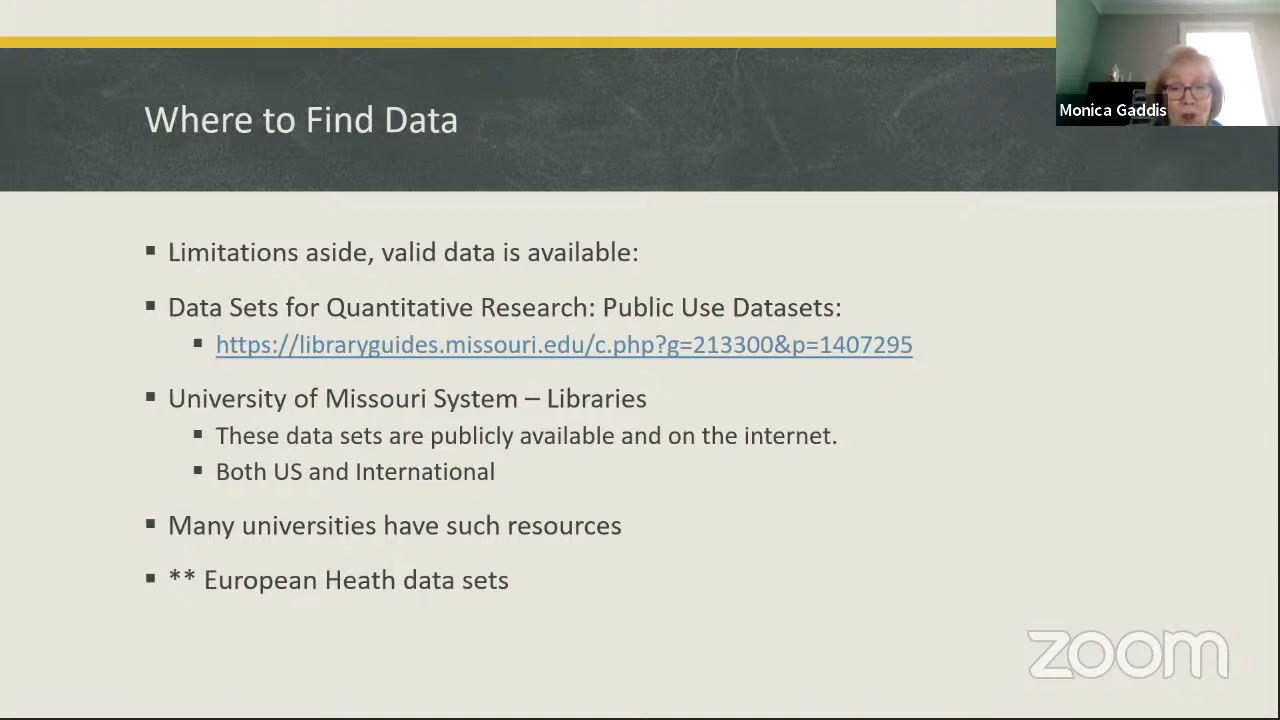 Where to Find Data
Monica Gaddis
▪ Limitations aside, valid data is available:
▪ Data Sets for Quantitative Research: Public Use Datasets:
▪ https://libraryguides.missouri.edu/c.php?g=213300&p=1407295
▪ University of Missouri System – Libraries
▪ These data sets are publicly available and on the internet.
▪ Both US and International
▪ Many universities have such resources
▪ ** European Heath data sets
zoom